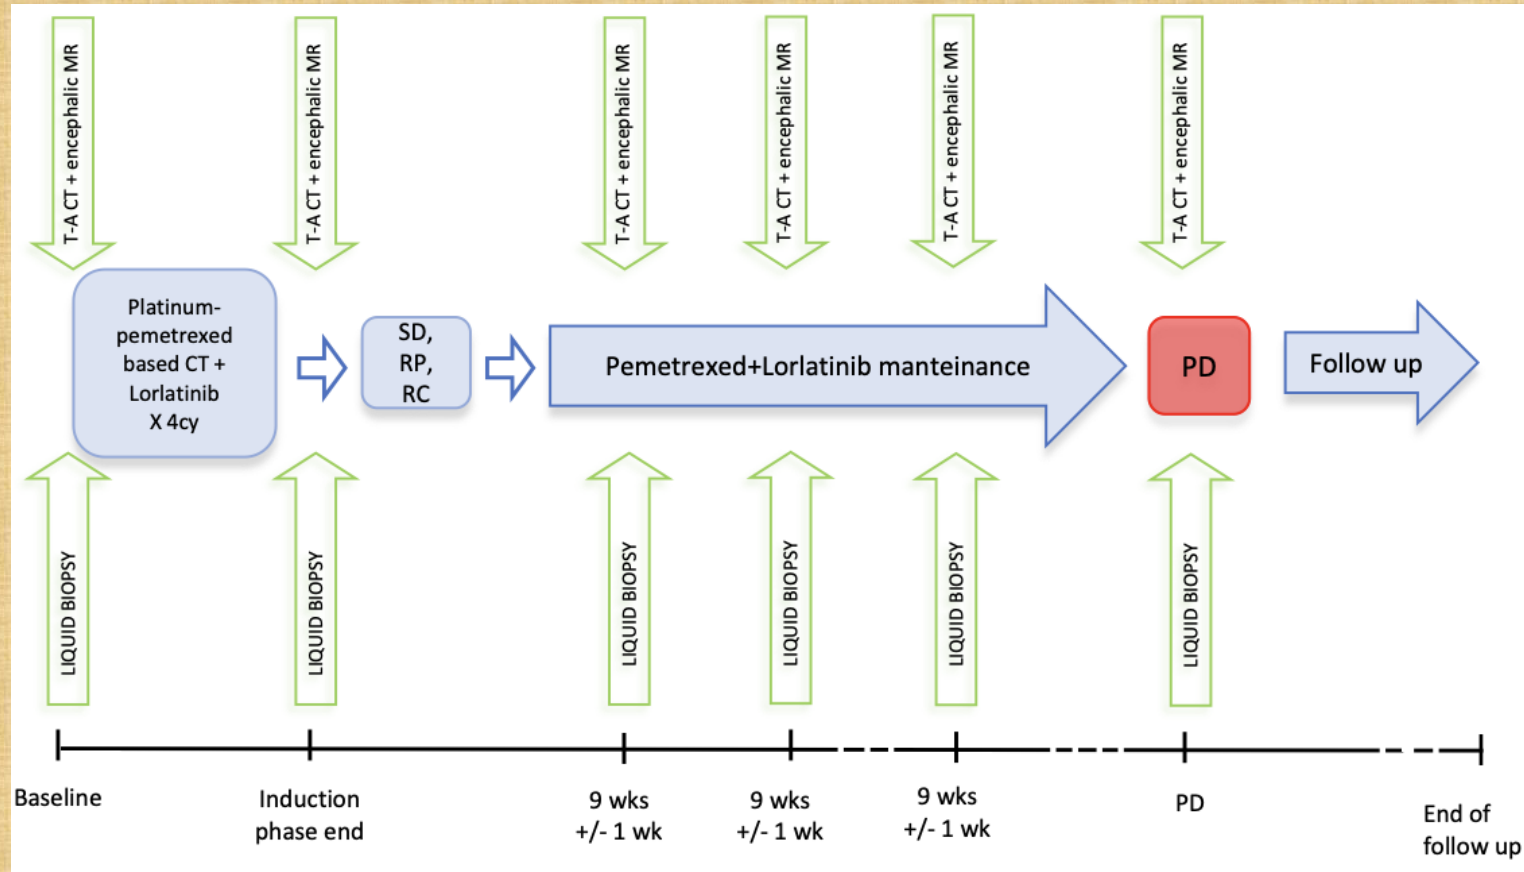 T-A CT + encephalic MR
T-A CT + encephalic MR
T-A CT + encephalic MR
T-A CT + encephalic MR
T-A CT + encephalic MR
T-A CT + encephalic MR
Platinum-
pemetrexed
based CT +
Lorlatinib
X 4cy
SD,
RP,
RC
Pemetrexed+Lorlatinib manteinance
PD
Follow up
LIQUID BIOPSY
LIQUID BIOPSY
LIQUID BIOPSY
LIQUID BIOPSY
LIQUID BIOPSY
LIQUID BIOPSY
Baseline
Induction
phase end
9 wks
+/- 1 wk
9 wks
+/- 1 wk
9 wks
+/- 1 wk
PD
End of
follow up